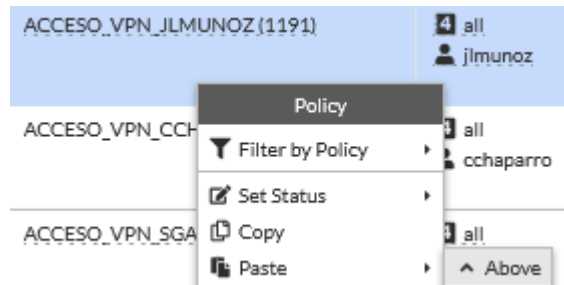 ACCESO_VPN_JLMUNOZ (1191)
all
jlmunoz
Policy
ACCESO_VPN_CCH
all
Filter by Policy
cchaparro
Set Status
ACCESO_VPN_SGA
Copy
all
Paste
Above